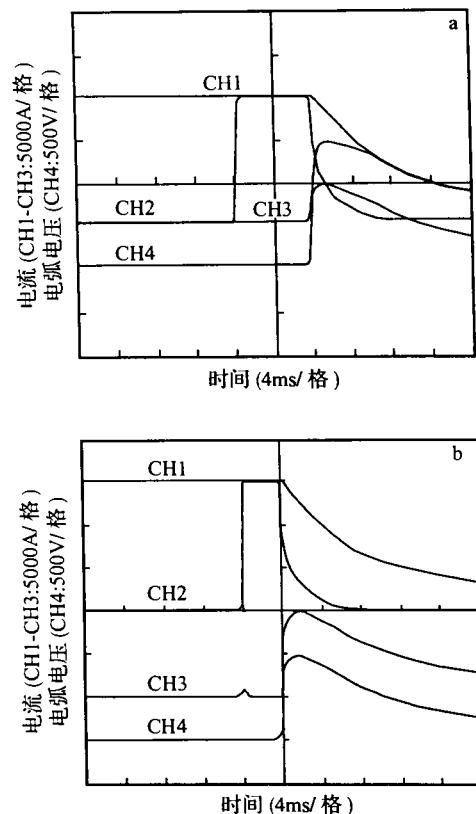 a
CH1
CH2
CH3
CH4
电流 (CH1-CH3:5000A/格)
电弧电压 (CH4:500V/格)
时间 (4ms/格)
b
CH1
CH2
CH3
CH4
电流 (CH1-CH3:5000A/格)
电弧电压 (CH4:500V/格)
时间 (4ms/格)